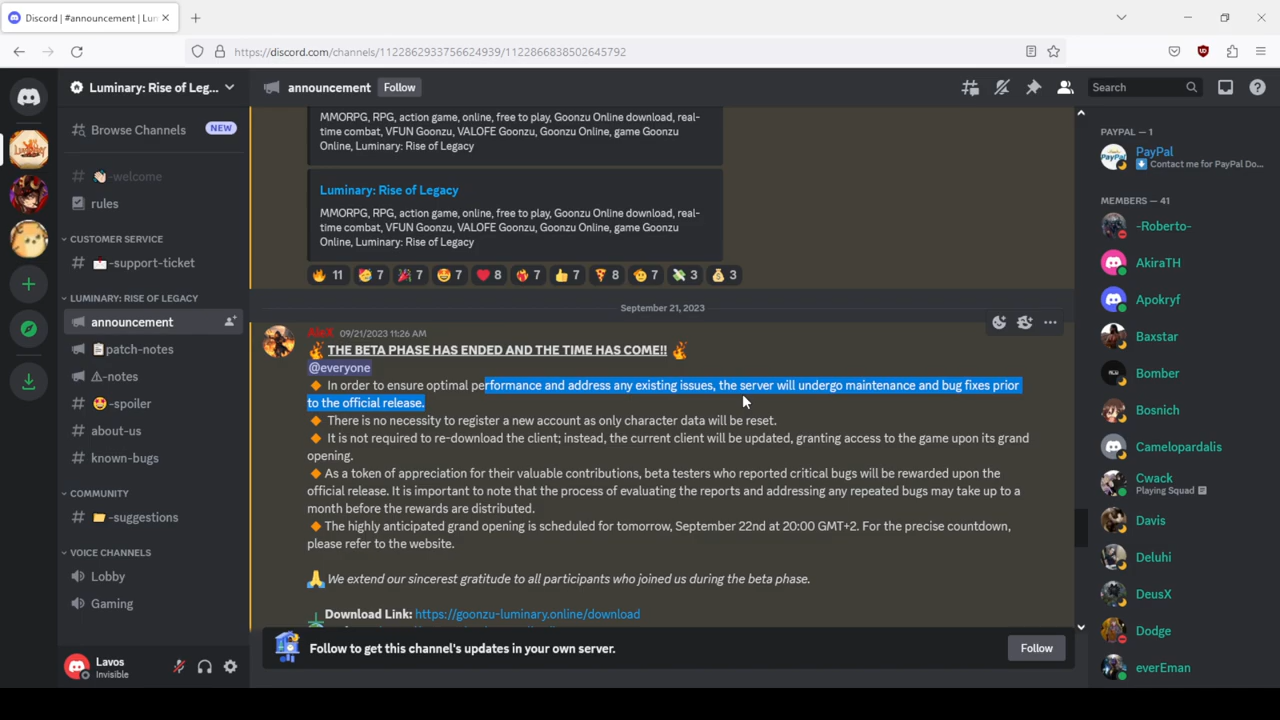 Discord | #announcement | Lun
https://discord.com/channels/1122862933756624939/1122866838502645792
Luminary: Rise of Leg...
announcement
Follow
Search
Browse Channels
NEW
-welcome
rules
CUSTOMER SERVICE
-support-ticket
LUMINARY: RISE OF LEGACY
announcement
patch-notes
-notes
-spoiler
about-us
known-bugs
COMMUNITY
-suggestions
VOICE CHANNELS
Lobby
Gaming
Lavos
Invisible
MMORPG, RPG, action game, online, free to play, Goonzu Online download, real-
time combat, VFUN Goonzu, VALOFE Goonzu, Goonzu Online, game Goonzu
Online, Luminary: Rise of Legacy
Luminary: Rise of Legacy
MMORPG, RPG, action game, online, free to play, Goonzu Online download, real-
time combat, VFUN Goonzu, VALOFE Goonzu, Goonzu Online, game Goonzu
Online, Luminary: Rise of Legacy
11 7 7 7 8 7 7 8 7 3 3
September 21, 2023
AleX 09/21/2023 11:26 AM
THE BETA PHASE HAS ENDED AND THE TIME HAS COME!!
@everyone
In order to ensure optimal performance and address any existing issues, the server will undergo maintenance and bug fixes prior
to the official release.
There is no necessity to register a new account as only character data will be reset.
It is not required to re-download the client; instead, the current client will be updated, granting access to the game upon its grand
opening.
As a token of appreciation for their valuable contributions, beta testers who reported critical bugs will be rewarded upon the
official release. It is important to note that the process of evaluating the reports and addressing any repeated bugs may take up to a
month before the rewards are distributed.
The highly anticipated grand opening is scheduled for tomorrow, September 22nd at 20:00 GMT+2. For the precise countdown,
please refer to the website.
We extend our sincerest gratitude to all participants who joined us during the beta phase.
Download Link: https://goonzu-luminary.online/download
Follow to get this channel's updates in your own server.
Follow
PAYPAL — 1
PayPal
Contact me for PayPal Do...
MEMBERS — 41
-Roberto-
AkiraTH
Apokryf
Baxstar
Bomber
Bosnich
Camelopardalis
Cwack
Playing Squad
Davis
Deluhi
DeusX
Dodge
everEman